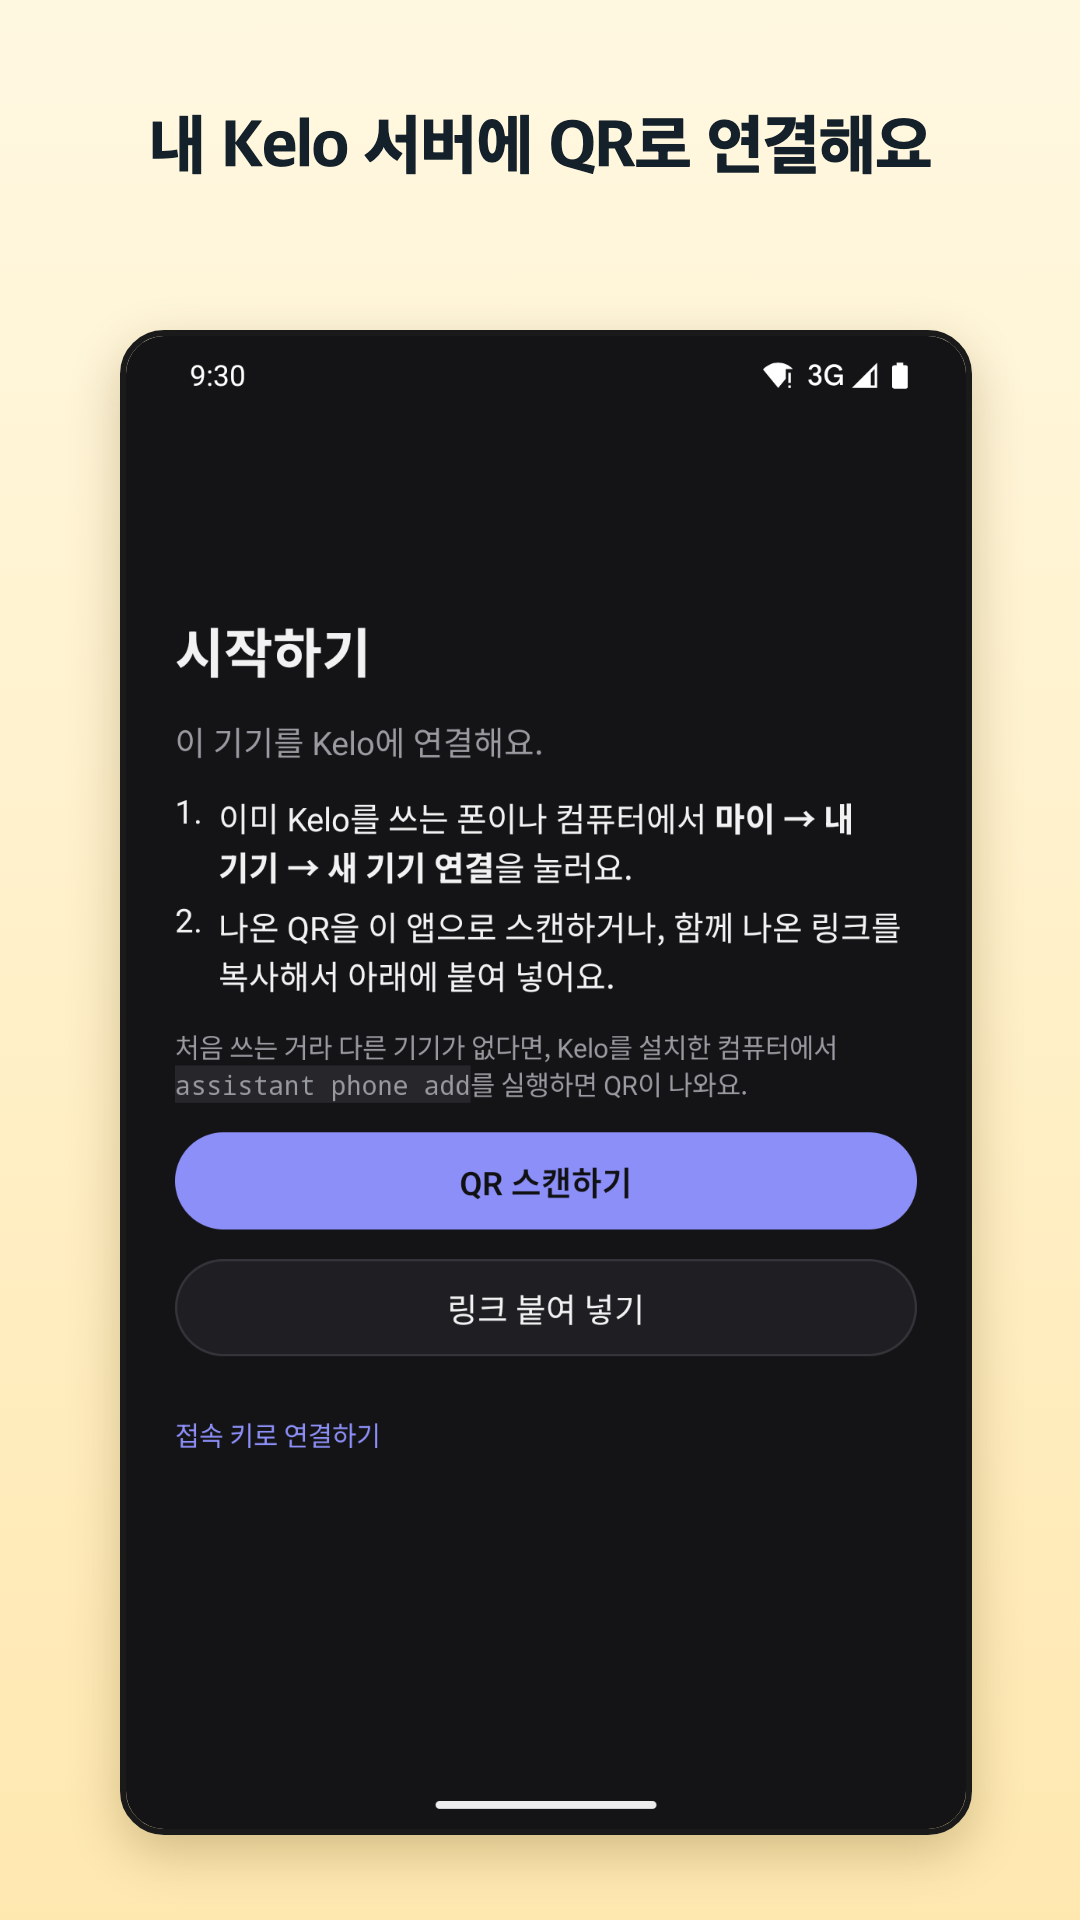 내 Kelo 서버에 QR로 연결해요
9:30
3G
시작하기
이 기기를 Kelo에 연결해요.
1. 이미 Kelo를 쓰는 폰이나 컴퓨터에서 마이 → 내
기기 → 새 기기 연결을 눌러요.
2. 나온 QR을 이 앱으로 스캔하거나, 함께 나온 링크를
복사해서 아래에 붙여 넣어요.
처음 쓰는 거라 다른 기기가 없다면, Kelo를 설치한 컴퓨터에서
assistant phone add를 실행하면 QR이 나와요.
QR 스캔하기
링크 붙여 넣기
접속 키로 연결하기